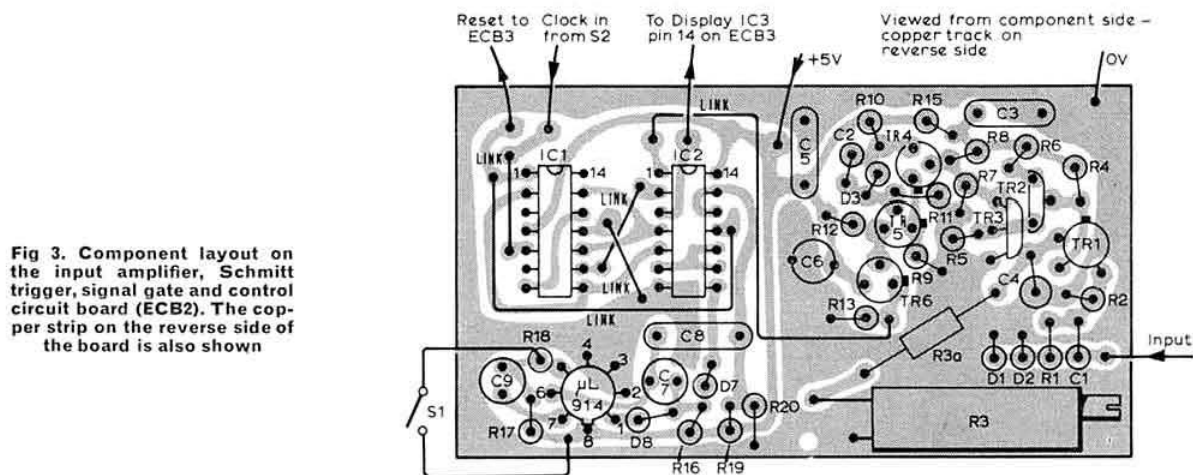 Reset to ECB3
Clock in from S2
To Display IC3 pin 14 on ECB3
+5V
Viewed from component side – copper track on reverse side
0V
LINK
R10
R15
C3
C2
TR4
R8
R6
C5
LINK
IC1
IC2
1
14
1
14
LINK
D3
R7
TR2
R4
R11
TR3
R12
TR5
R5
TR1
C6
R9
C4
LINK
TR6
R2
LINK
R13
R18
C8
R3a
Input
4
3
C9
6
µL 914
2
C7
D7
D1
D2
R1
C1
S1
R20
R3
R17
7
8
1
D8
R16
R19
Fig 3. Component layout on
the input amplifier, Schmitt
trigger, signal gate and control
circuit board (ECB2). The cop-
per strip on the reverse side of
the board is also shown